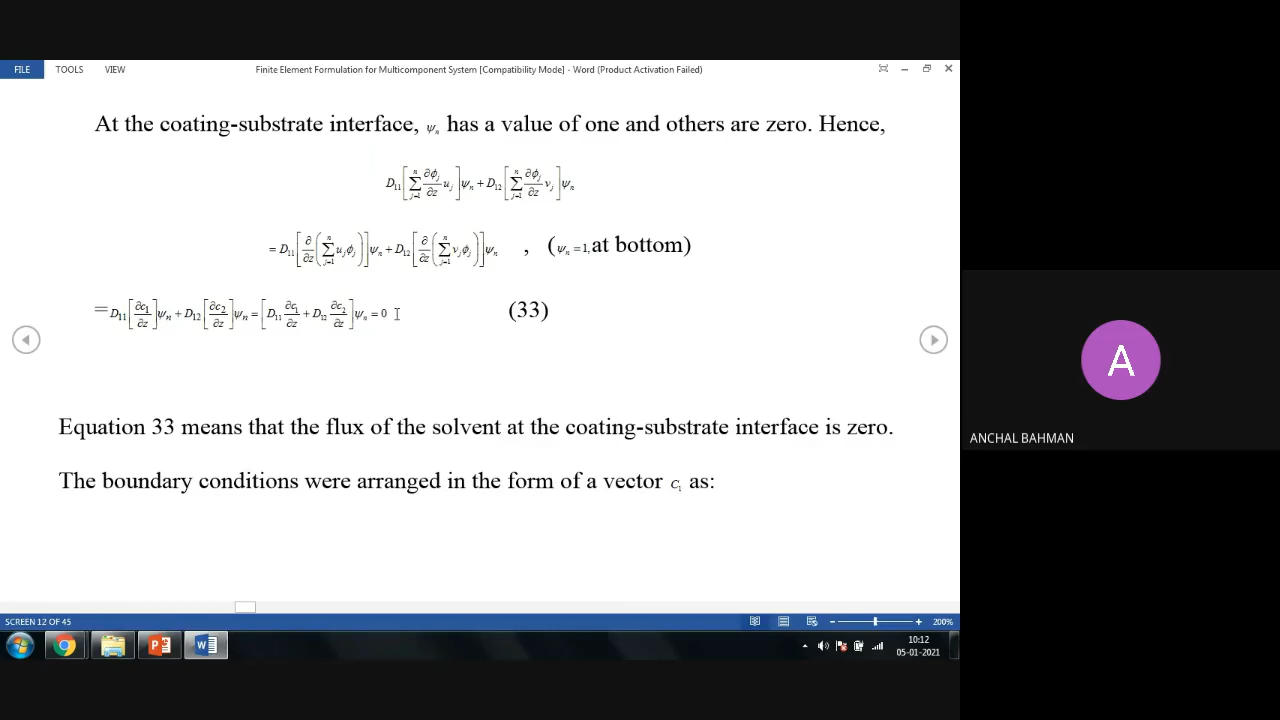 FILE TOOLS VIEW Finite Element Formulation for Multicomponent System [Compatibility Mode] - Word (Product Activation Failed)
At the coating-substrate interface, ψₙ has a value of one and others are zero. Hence,
D₁₁[∑ⱼ₌₁ⁿ ∂ϕⱼ/∂z uⱼ]ψₙ + D₁₂[∑ⱼ₌₁ⁿ ∂ϕⱼ/∂z vⱼ]ψₙ
= D₁₁[∂/∂z(∑ⱼ₌₁ⁿ uⱼϕⱼ)]ψₙ + D₁₂[∂/∂z(∑ⱼ₌₁ⁿ vⱼϕⱼ)]ψₙ , (ψₙ = 1, at bottom)
= D₁₁[∂c₁/∂z]ψₙ + D₁₂[∂c₂/∂z]ψₙ = [D₁₁ ∂c₁/∂z + D₁₂ ∂c₂/∂z]ψₙ = 0 (33)
A
ANCHAL BAHMAN
Equation 33 means that the flux of the solvent at the coating-substrate interface is zero.
The boundary conditions were arranged in the form of a vector C₁ as:
SCREEN 12 OF 45 200%
10:12
05-01-2021